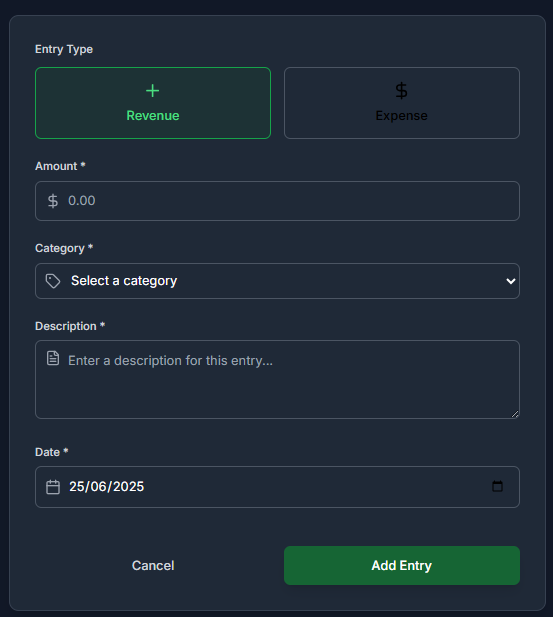 Entry Type
Revenue
Expense
Amount *
$ 0.00
Category *
Select a category
Description *
Enter a description for this entry...
Date *
25/06/2025
Cancel
Add Entry